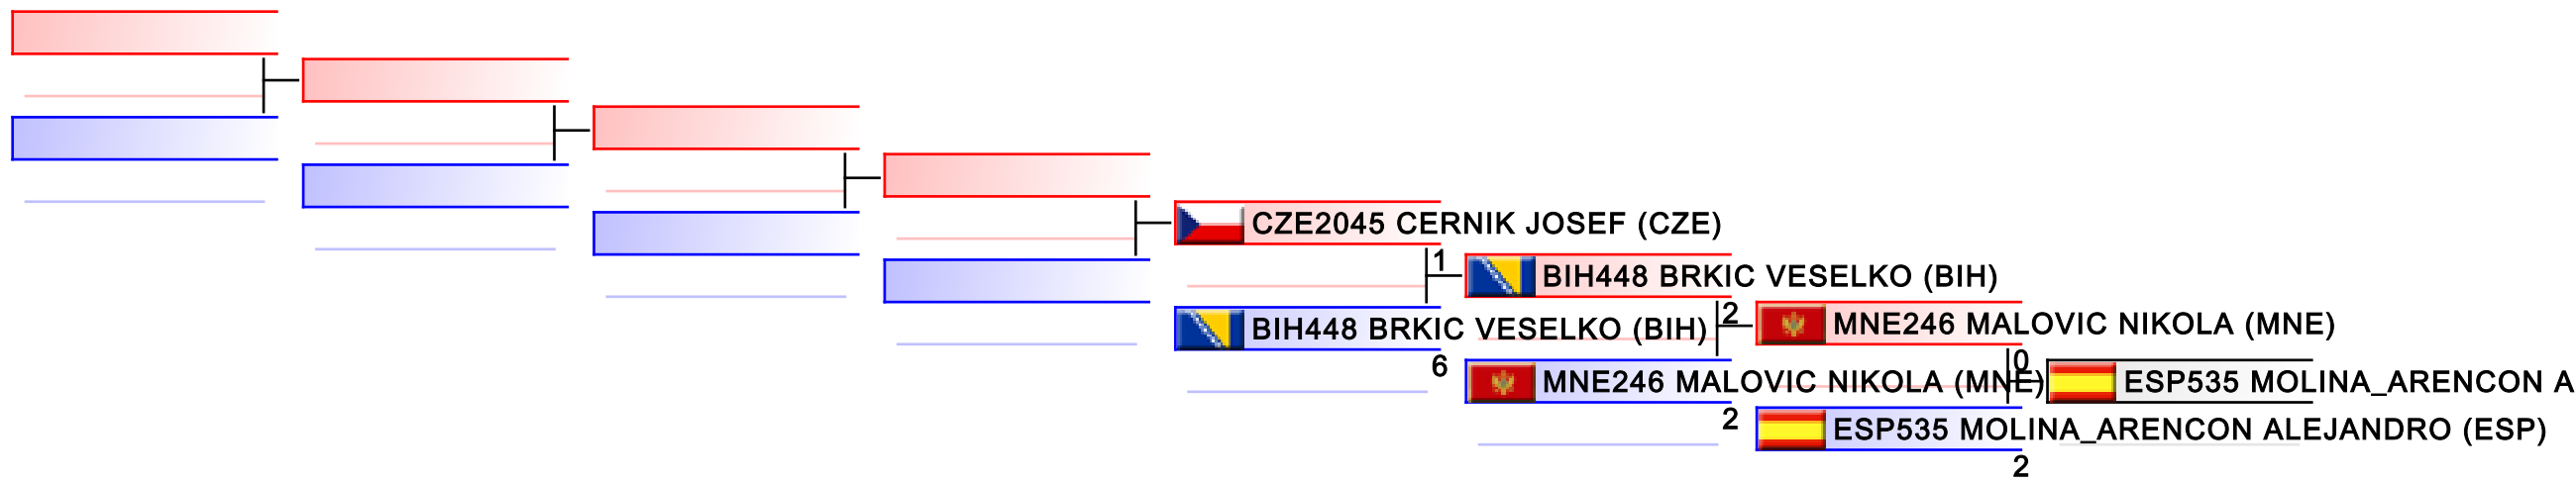 CZE2045 CERNIK JOSEF (CZE)
1
BIH448 BRKIC VESELKO (BIH)
BIH448 BRKIC VESELKO (BIH)
6
2
MNE246 MALOVIC NIKOLA (MNE)
MNE246 MALOVIC NIKOLA (MNE)
2
0
ESP535 MOLINA_ARENCON A
ESP535 MOLINA_ARENCON ALEJANDRO (ESP)
2